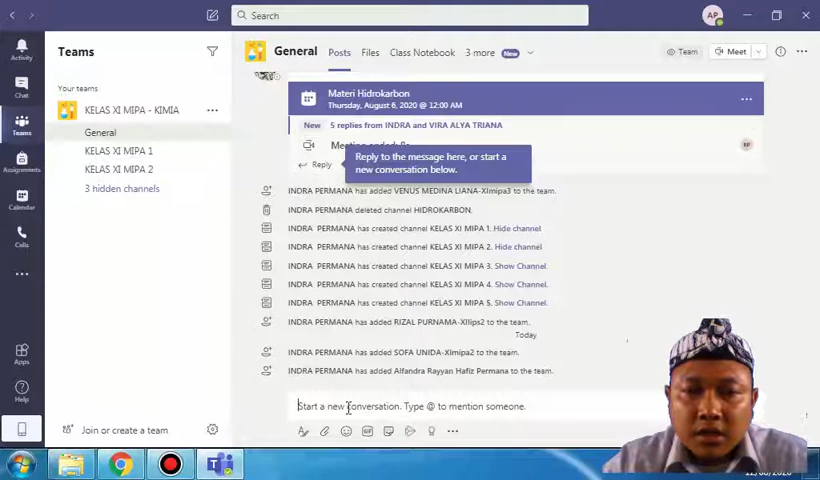 Search
AP
Activity
Chat
Teams
Assignments
Calendar
Calls
Apps
Help
Teams
Your teams
KELAS XI MIPA - KIMIA
General
KELAS XI MIPA 1
KELAS XI MIPA 2
3 hidden channels
Join or create a team
General Posts Files Class Notebook 3 more New
Team Meet
Materi Hidrokarbon
Thursday, August 6, 2020 @ 12:00 AM
New 5 replies from INDRA and VIRA ALYA TRIANA
Meeting ended:
Reply
Reply to the message here, or start a
new conversation below.
INDRA PERMANA has added VENUS MEDINA LIANA-XImipa3 to the team.
INDRA PERMANA deleted channel HIDROKARBON.
INDRA PERMANA has created channel KELAS XI MIPA 1. Hide channel
INDRA PERMANA has created channel KELAS XI MIPA 2. Hide channel
INDRA PERMANA has created channel KELAS XI MIPA 3. Show Channel.
INDRA PERMANA has created channel KELAS XI MIPA 4. Show Channel.
INDRA PERMANA has created channel KELAS XI MIPA 5. Show Channel.
INDRA PERMANA has added RIZAL PURNAMA-XIips2 to the team.
Today
INDRA PERMANA has added SOFA UNIDA-XImipa2 to the team.
INDRA PERMANA has added Alfandra Rayyan Hafiz Permana to the team.
Start a new conversation. Type @ to mention someone.
GIF